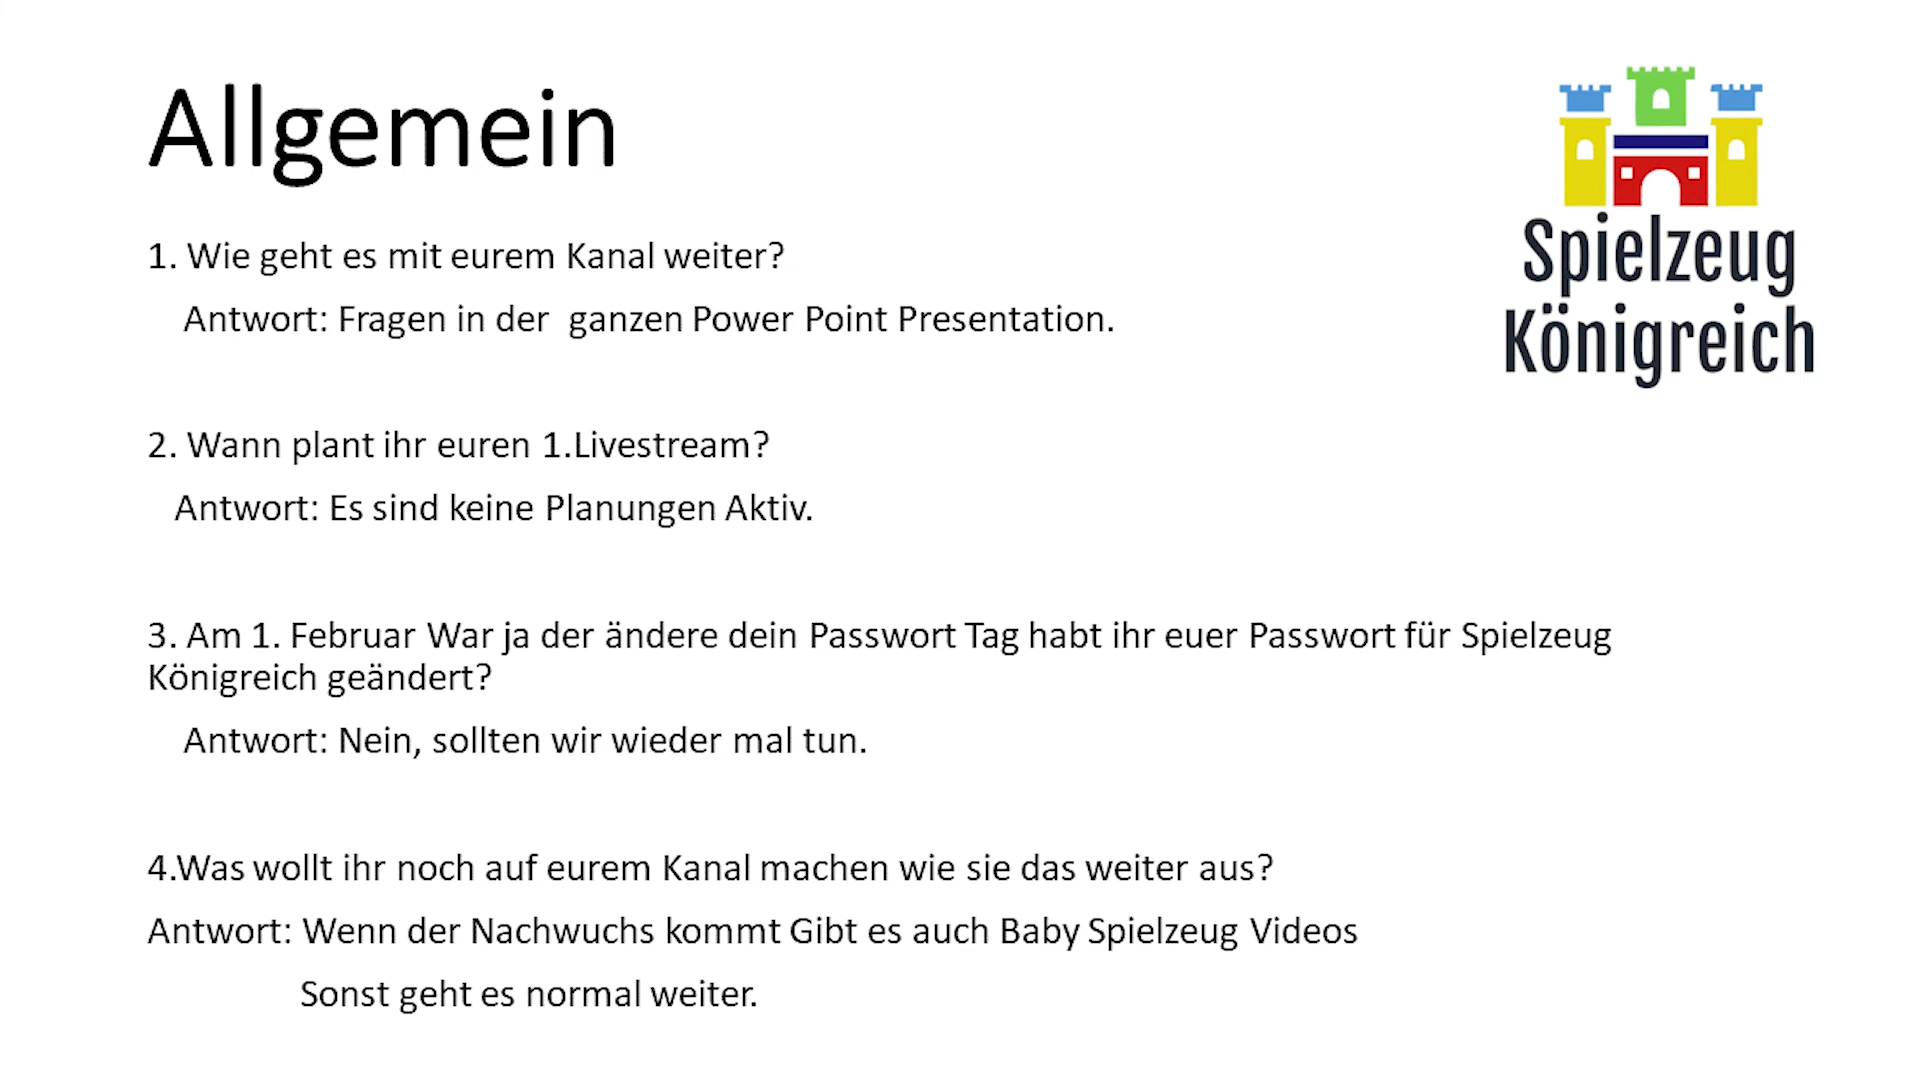 Allgemein
Spielzeug
Königreich
1. Wie geht es mit eurem Kanal weiter?
Antwort: Fragen in der  ganzen Power Point Presentation.
2. Wann plant ihr euren 1.Livestream?
Antwort: Es sind keine Planungen Aktiv.
3. Am 1. Februar War ja der ändere dein Passwort Tag habt ihr euer Passwort für Spielzeug
Königreich geändert?
Antwort: Nein, sollten wir wieder mal tun.
4.Was wollt ihr noch auf eurem Kanal machen wie sie das weiter aus?
Antwort: Wenn der Nachwuchs kommt Gibt es auch Baby Spielzeug Videos
Sonst geht es normal weiter.